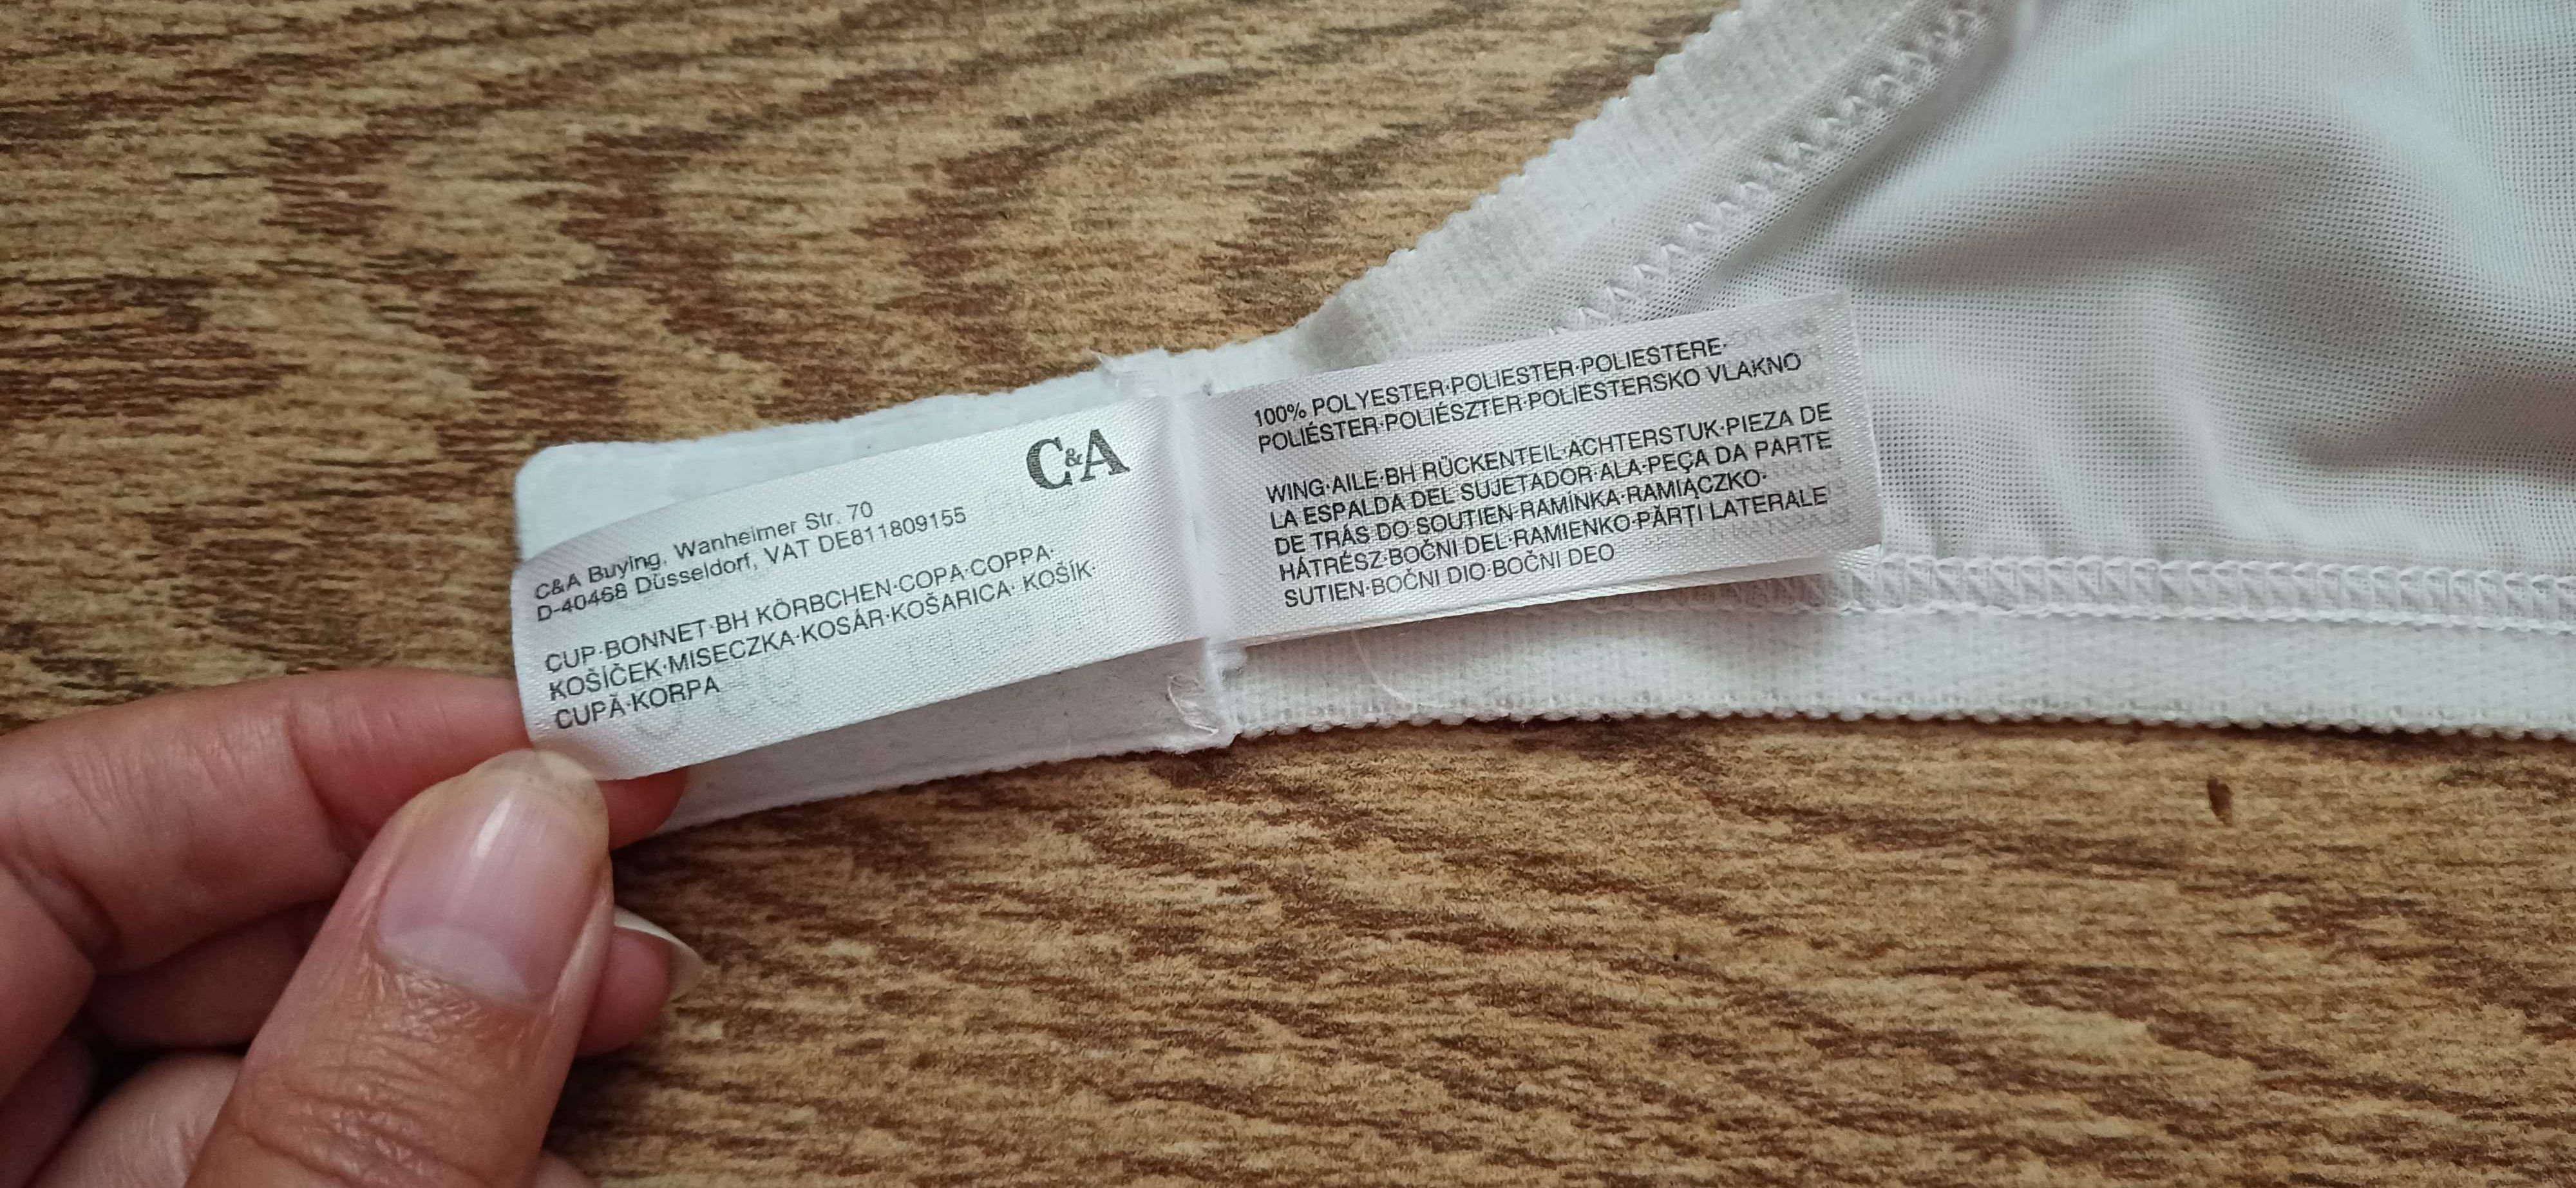 C&A
C&A Buying, Wanheimer Str. 70
D-40468 Düsseldorf, VAT DE811809155
CUP·BONNET·BH KÖRBCHEN·COPA·COPPA·
KOŠÍČEK·MISECZKA·KOSÁR·KOŠARICA· KOŠÍK·
CUPĂ·KORPA
100% POLYESTER·POLIESTER·POLIESTERE·
POLIÉSTER·POLIÉSZTER·POLIESTERSKO VLAKNO
WING·AILE·BH RÜCKENTEIL·ACHTERSTUK·PIEZA DE
LA ESPALDA DEL SUJETADOR·ALA·PEÇA DA PARTE
DE TRÁS DO SOUTIEN·RAMÍNKA·RAMIĄCZKO·
HÁTRÉSZ·BOČNI DEL·RAMIENKO·PĂRȚI LATERALE
SUTIEN·BOČNI DIO·BOČNI DEO